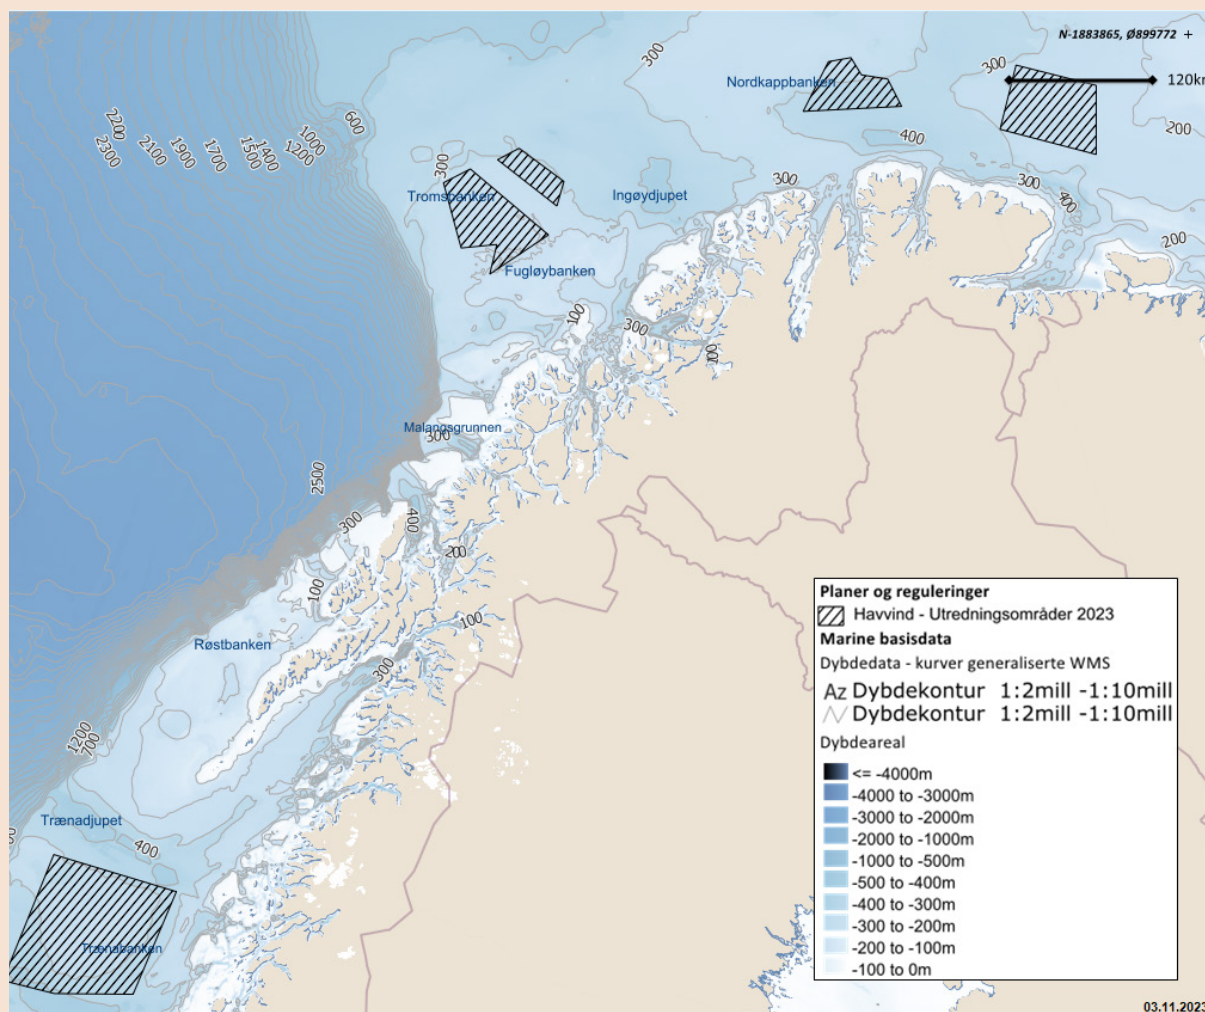 N-1883865, Ø899772 +
300
Nordkappbanken
300
120kr
2200
2300
2100
1900
1700
1500
1400
1200
1000
600
400
200
300
Tromsøbanken
Ingøydjupet
300
300
400
200
Fugløybanken
100
300
100
Malangsgrunnen
300
2500
300
400
200
100
100
Røstbanken
300
1200
700
Trænadjupet
400
Trænabanken
Planer og reguleringer
Havvind - Utredningsområder 2023
Marine basisdata
Dybdedata - kurver generaliserte WMS
Az Dybdekontur 1:2mill -1:10mill
Dybdekontur 1:2mill -1:10mill
Dybdeareal
<= -4000m
-4000 to -3000m
-3000 to -2000m
-2000 to -1000m
-1000 to -500m
-500 to -400m
-400 to -300m
-300 to -200m
-200 to -100m
-100 to 0m
03.11.2023